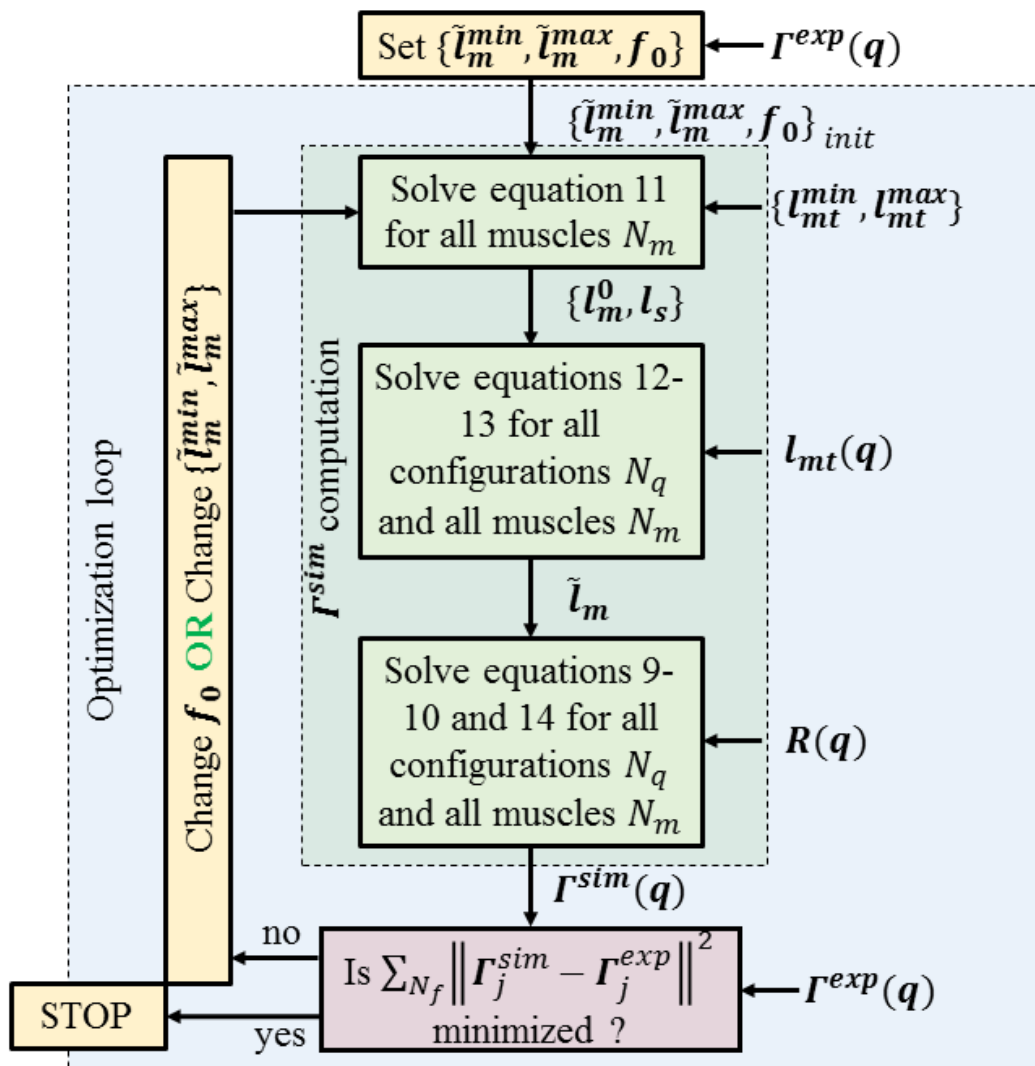 Set {l̃_m^min, l̃_m^max, f_0}
Γ^exp(q)
{l̃_m^min, l̃_m^max, f_0}_init
Solve equation 11
for all muscles N_m
{l_mt^min, l_mt^max}
{l_m^0, l_s}
Solve equations 12-
13 for all
configurations N_q
and all muscles N_m
l_mt(q)
l̃_m
Solve equations 9-
10 and 14 for all
configurations N_q
and all muscles N_m
R(q)
Γ^sim computation
Γ^sim(q)
Optimization loop
Change f_0 OR Change {l̃_m^min, l̃_m^max}
no
Is ∑_{N_f} ‖Γ_j^sim − Γ_j^exp‖^2
minimized ?
Γ^exp(q)
yes
STOP